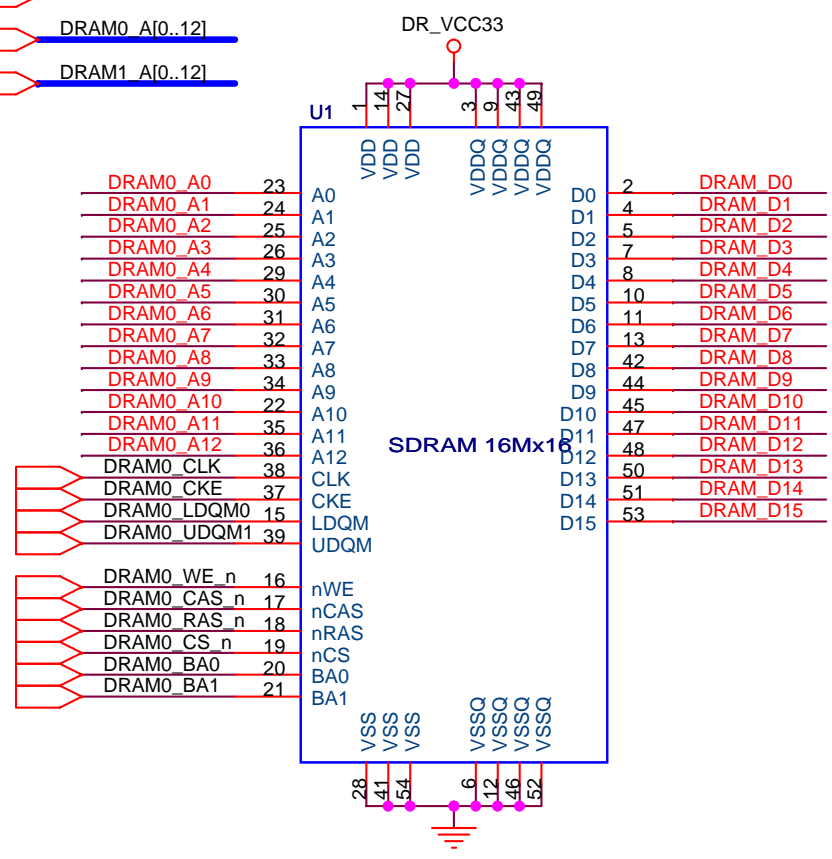 DR_VCC33
DRAM0_A[0..12]
DRAM1_A[0..12]
1 14 27 3 9 43 49
U1
VDD VDD VDD VDDQ VDDQ VDDQ VDDQ
DRAM0_A0 23 A0 D0 2 DRAM_D0
DRAM0_A1 24 A1 D1 4 DRAM_D1
DRAM0_A2 25 A2 D2 5 DRAM_D2
DRAM0_A3 26 A3 D3 7 DRAM_D3
DRAM0_A4 29 A4 D4 8 DRAM_D4
DRAM0_A5 30 A5 D5 10 DRAM_D5
DRAM0_A6 31 A6 D6 11 DRAM_D6
DRAM0_A7 32 A7 D7 13 DRAM_D7
DRAM0_A8 33 A8 D8 42 DRAM_D8
DRAM0_A9 34 A9 D9 44 DRAM_D9
DRAM0_A10 22 A10 D10 45 DRAM_D10
DRAM0_A11 35 A11 D11 47 DRAM_D11
DRAM0_A12 36 A12 SDRAM 16Mx16 D12 48 DRAM_D12
DRAM0_CLK 38 CLK D13 50 DRAM_D13
DRAM0_CKE 37 CKE D14 51 DRAM_D14
DRAM0_LDQM0 15 LDQM D15 53 DRAM_D15
DRAM0_UDQM1 39 UDQM
DRAM0_WE_n 16 nWE
DRAM0_CAS_n 17 nCAS
DRAM0_RAS_n 18 nRAS
DRAM0_CS_n 19 nCS
DRAM0_BA0 20 BA0
DRAM0_BA1 21 BA1
VSS VSS VSS VSSQ VSSQ VSSQ VSSQ
28 41 54 6 12 46 52